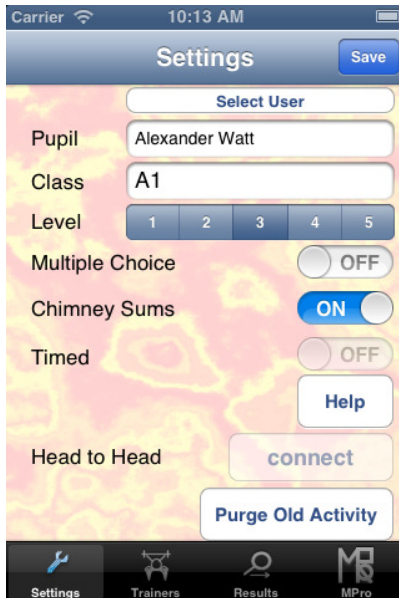 Carrier 10:13 AM
Settings Save
Select User
Pupil Alexander Watt
Class A1
Level 1 2 3 4 5
Multiple Choice OFF
Chimney Sums ON
Timed OFF
Help
Head to Head connect
Purge Old Activity
Settings Trainers Results MPro